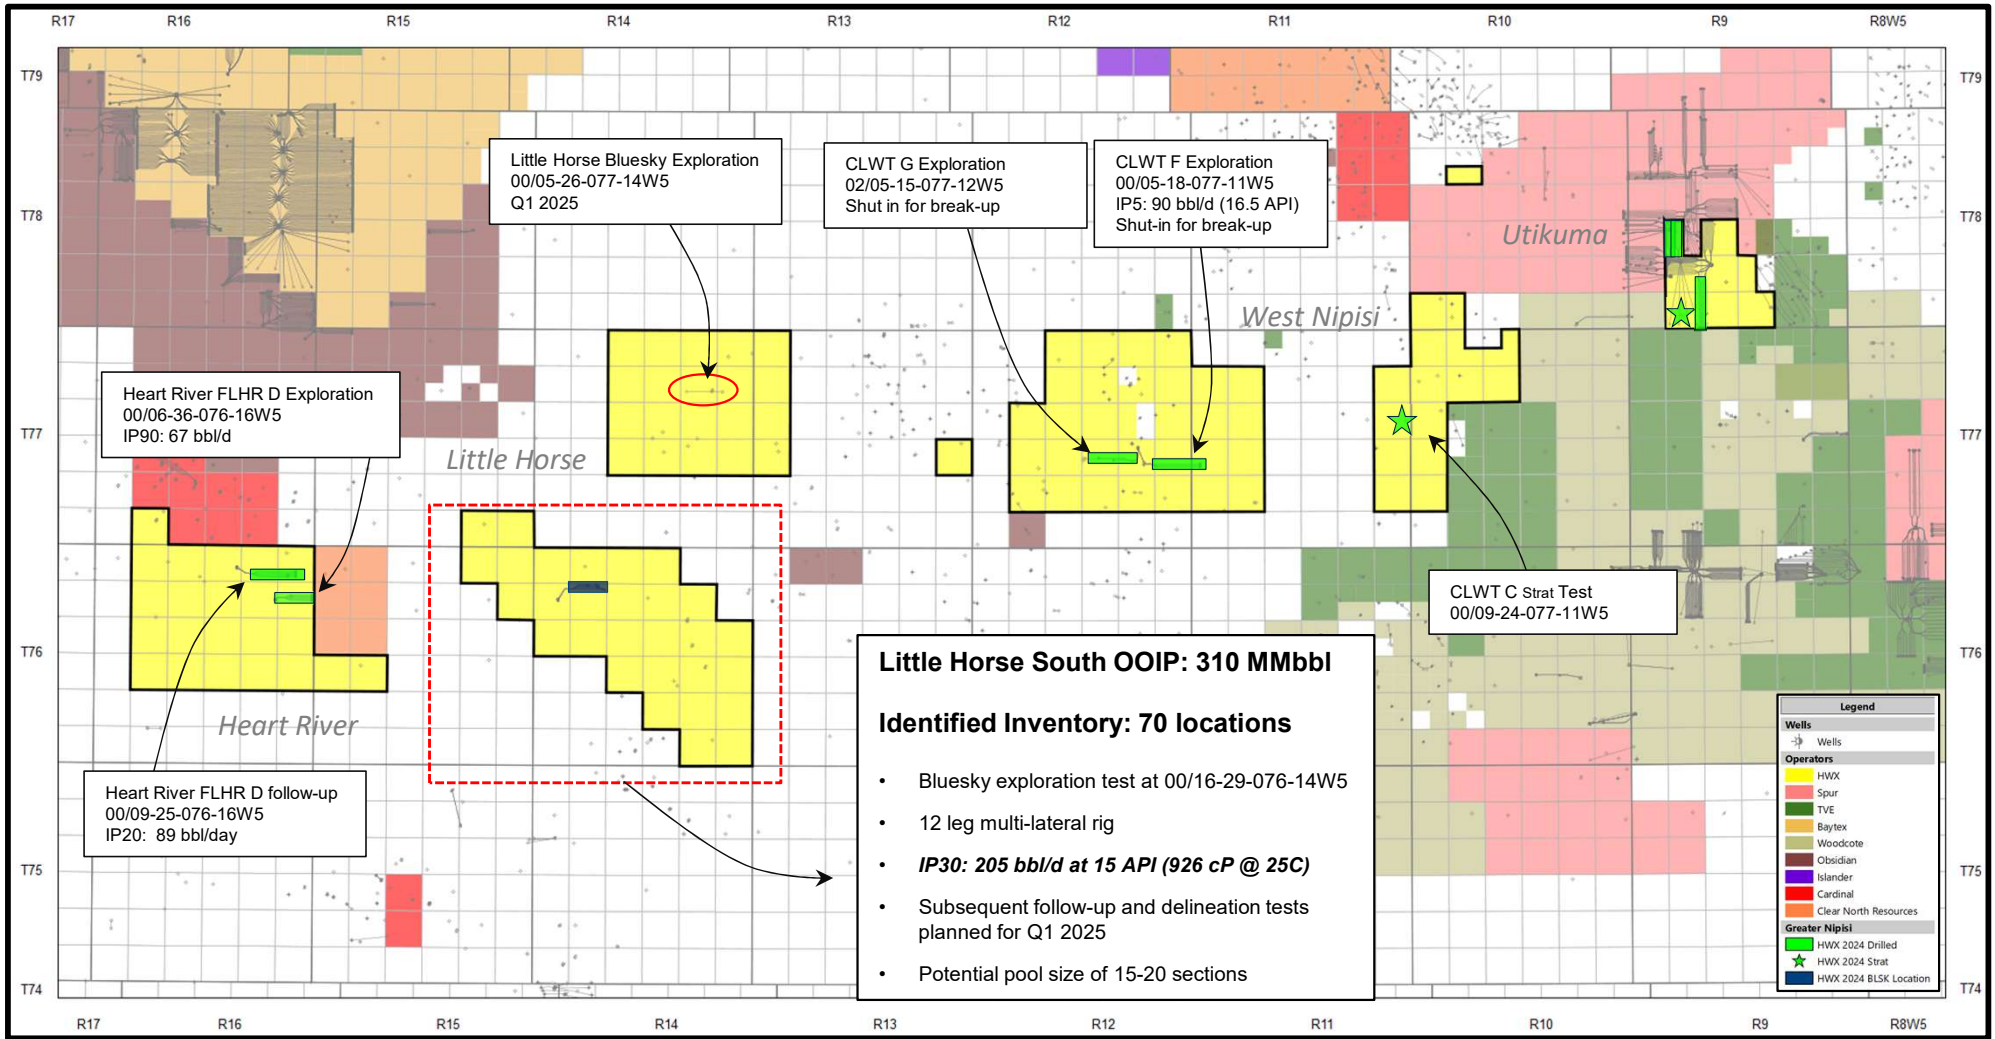 R17
R16
R15
R14
R13
R12
R11
R10
R9
R8W5
T79
T79
T78
T78
T77
T77
T76
T76
T75
T75
T74
T74
Little Horse Bluesky Exploration
00/05-26-077-14W5
Q1 2025
CLWT G Exploration
02/05-15-077-12W5
Shut in for break-up
CLWT F Exploration
00/05-18-077-11W5
IP5: 90 bbl/d (16.5 API)
Shut-in for break-up
Utikuma
West Nipisi
Heart River FLHR D Exploration
00/06-36-076-16W5
IP90: 67 bbl/d
Little Horse
CLWT C Strat Test
00/09-24-077-11W5
Heart River
Heart River FLHR D follow-up
00/09-25-076-16W5
IP20: 89 bbl/day
Little Horse South OOIP: 310 MMbbl
Identified Inventory: 70 locations
• Bluesky exploration test at 00/16-29-076-14W5
• 12 leg multi-lateral rig
• IP30: 205 bbl/d at 15 API (926 cP @ 25C)
• Subsequent follow-up and delineation tests
planned for Q1 2025
• Potential pool size of 15-20 sections
Legend
Wells
Wells
Operators
HWX
Spur
TVE
Baytex
Woodcote
Obsidian
Islander
Cardinal
Clear North Resources
Greater Nipisi
HWX 2024 Drilled
HWX 2024 Strat
HWX 2024 BLSK Location
R17
R16
R15
R14
R13
R12
R11
R10
R9
R8W5